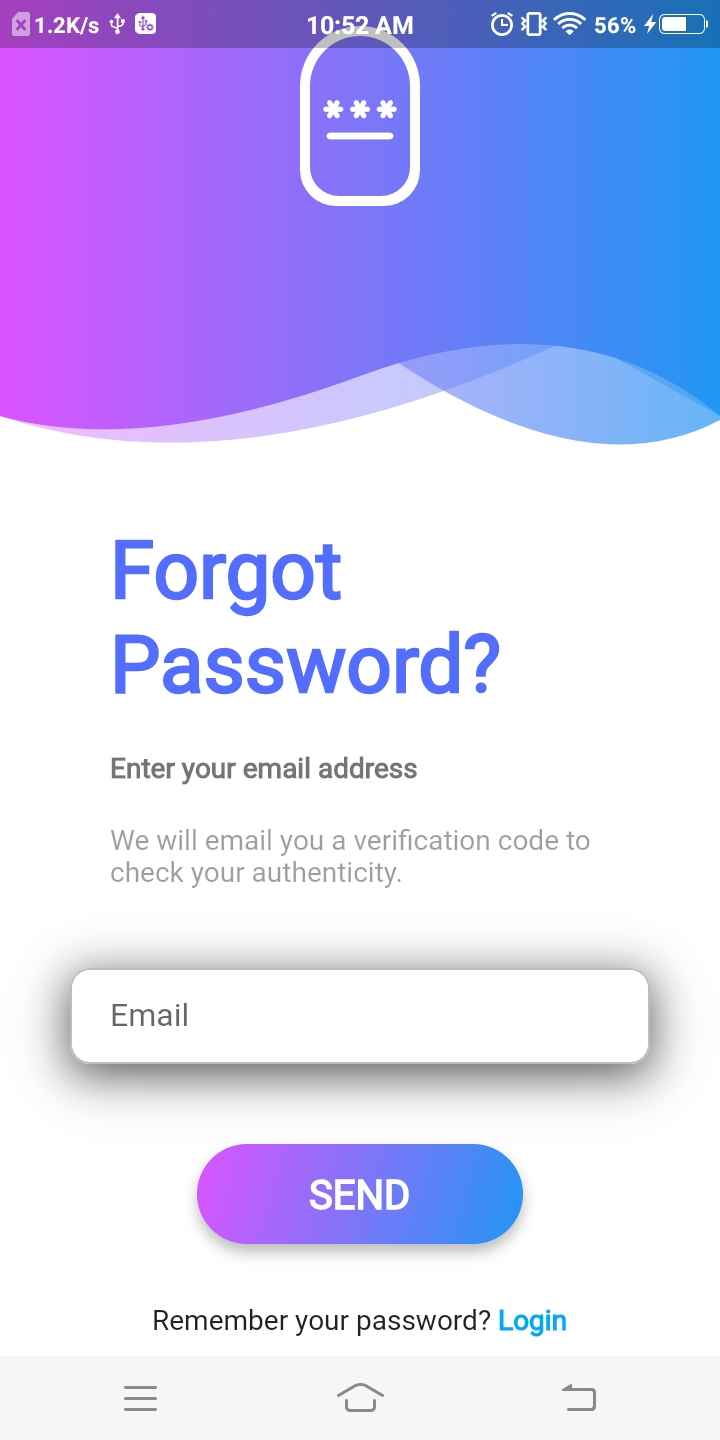 1.2K/s 10:52 AM 56%
***
Forgot
Password?
Enter your email address
We will email you a verification code to
check your authenticity.
Email
SEND
Remember your password? Login